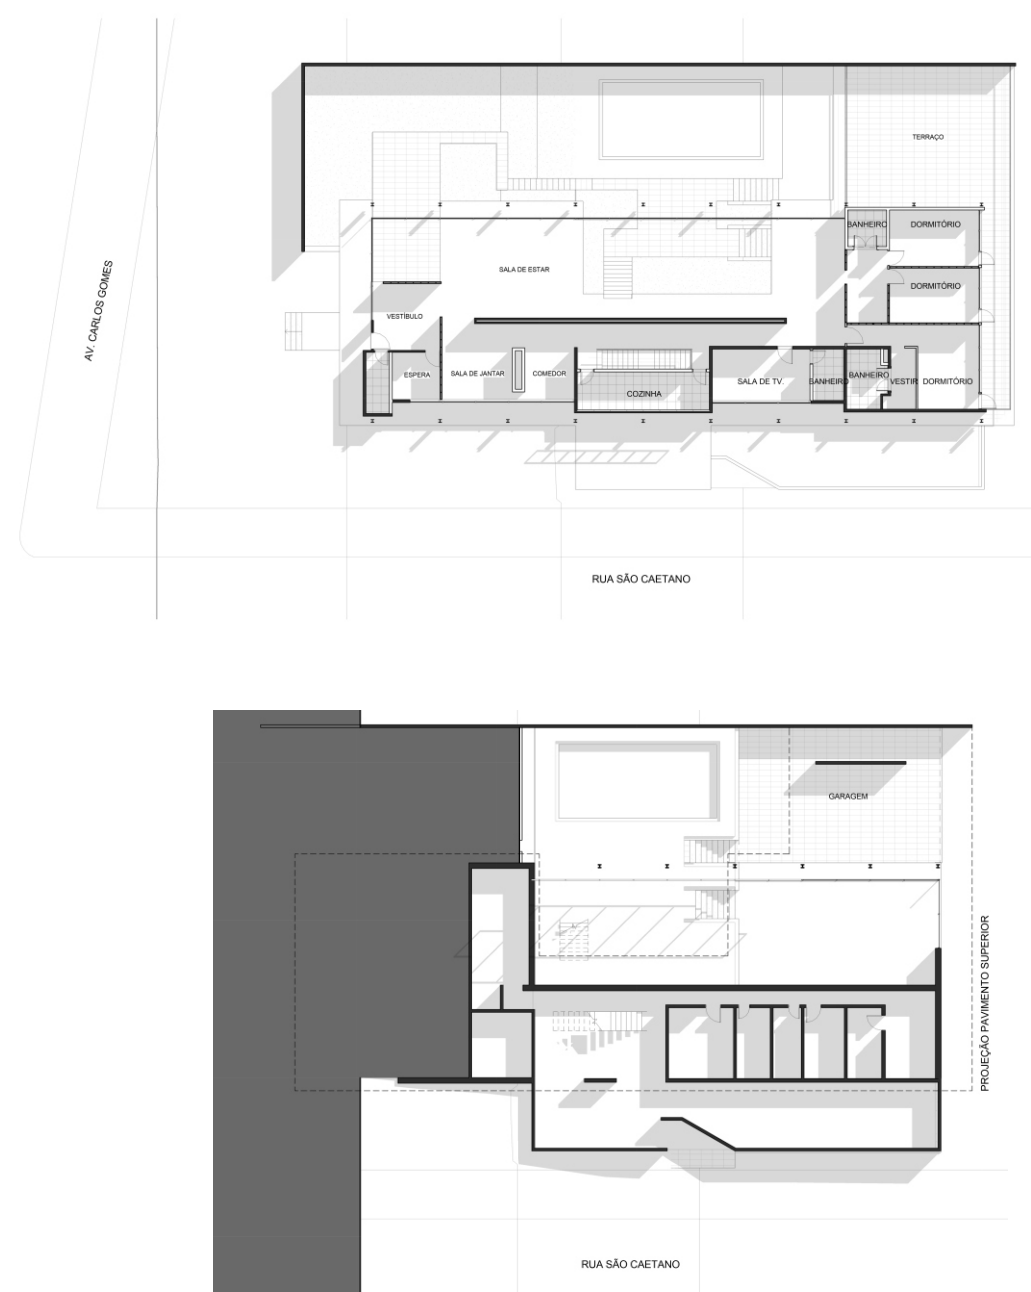 TERRAÇO
BANHEIRO
DORMITÓRIO
SALA DE ESTAR
DORMITÓRIO
AV. CARLOS GOMES
VESTÍBULO
ESPERA
SALA DE JANTAR
COMEDOR
COZINHA
SALA DE TV.
BANHEIRO
BANHEIRO
VESTIR
DORMITÓRIO
RUA SÃO CAETANO
GARAGEM
PROJEÇÃO PAVIMENTO SUPERIOR
RUA SÃO CAETANO